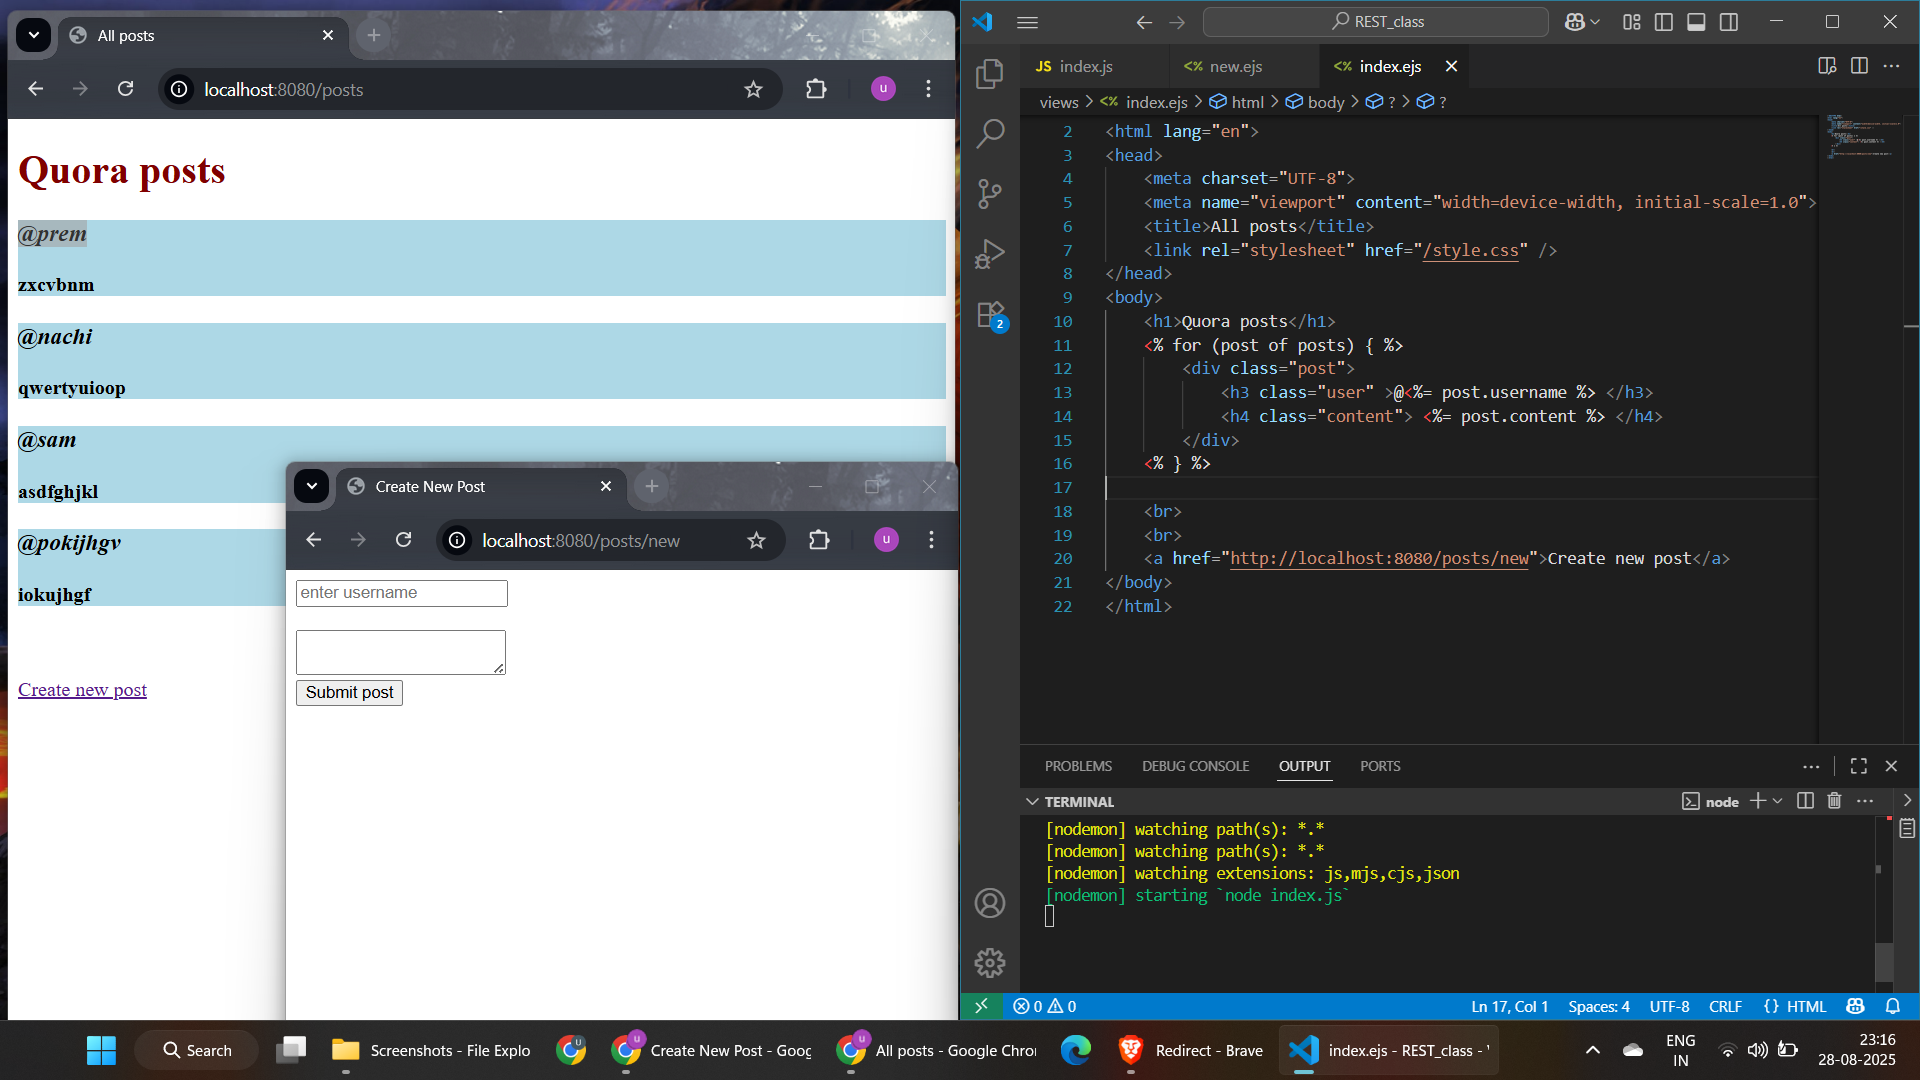 All posts
localhost:8080/posts
u
Quora posts
@prem
zxcvbnm
@nachi
qwertyuioop
@sam
asdfghjkl
@pokijhgv
iokujhgf
Create new post
Create New Post
localhost:8080/posts/new
u
enter username
Submit post
REST_class
JS index.js
<% new.ejs
<% index.ejs
views > <% index.ejs > html > body > ? > ?
2 <html lang="en">
3 <head>
4 <meta charset="UTF-8">
5 <meta name="viewport" content="width=device-width, initial-scale=1.0">
6 <title>All posts</title>
7 <link rel="stylesheet" href="/style.css" />
8 </head>
9 <body>
10 <h1>Quora posts</h1>
11 <% for (post of posts) { %>
12 <div class="post">
13 <h3 class="user" >@<%= post.username %> </h3>
14 <h4 class="content"> <%= post.content %> </h4>
15 </div>
16 <% } %>
17
18 <br>
19 <br>
20 <a href="http://localhost:8080/posts/new">Create new post</a>
21 </body>
22 </html>
2
PROBLEMS DEBUG CONSOLE OUTPUT PORTS
TERMINAL
node
[nodemon] watching path(s): *.*
[nodemon] watching path(s): *.*
[nodemon] watching extensions: js,mjs,cjs,json
[nodemon] starting `node index.js`
0 0
Ln 17, Col 1 Spaces: 4 UTF-8 CRLF {} HTML
Search
Screenshots - File Explo
u
u
Create New Post - Goog
u
All posts - Google Chro
Redirect - Brave
index.ejs - REST_class -
ENG
IN
23:16
28-08-2025